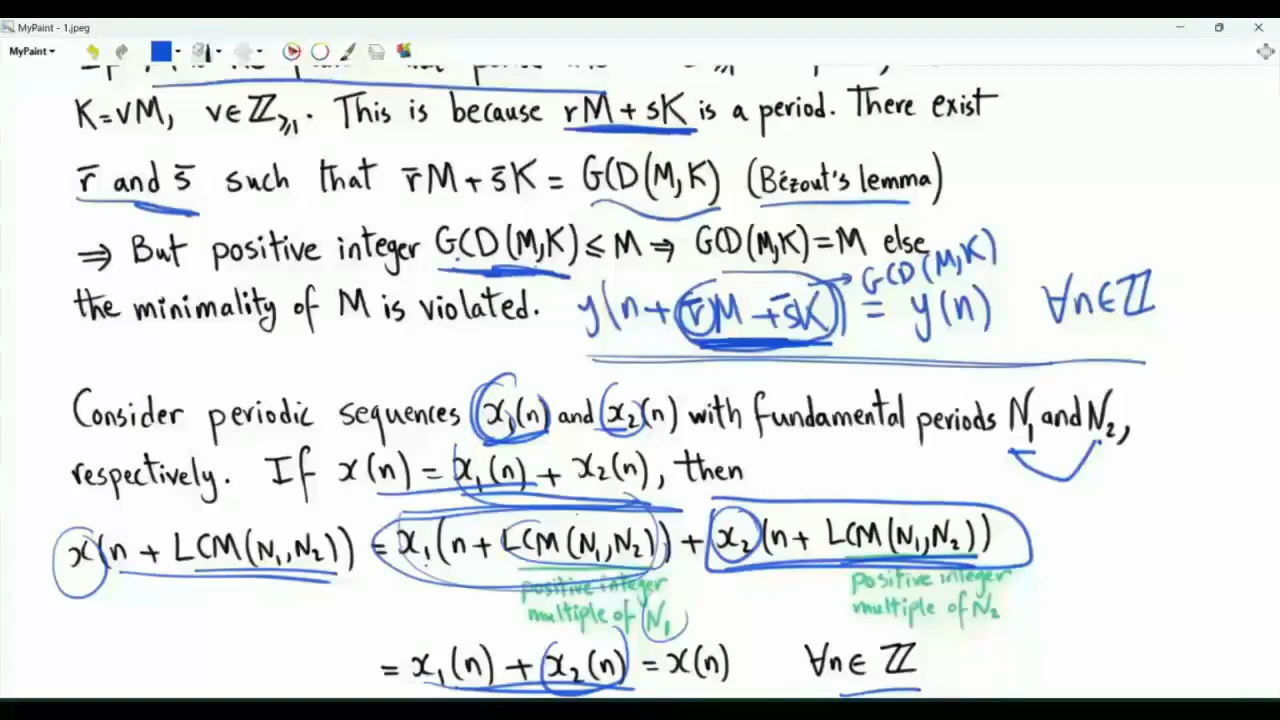 MyPaint - 1.jpeg
MyPaint
K=vM, v∈ℤ≥1. This is because rM + sK is a period. There exist
r̄ and s̄ such that r̄M + s̄K = GCD(M,K) (Bézout's lemma)
⇒ But positive integer GCD(M,K) ≤ M ⇒ GCD(M,K) = M else
the minimality of M is violated. y(n + r̄M + s̄K) = y(n) ∀n∈ℤ
→ GCD(M,K)
Consider periodic sequences x₁(n) and x₂(n) with fundamental periods N₁ and N₂,
respectively. If x(n) = x₁(n) + x₂(n), then
x(n + LCM(N₁,N₂)) = x₁(n + LCM(N₁,N₂)) + x₂(n + LCM(N₁,N₂))
positive integer positive integer
multiple of N₁ multiple of N₂
= x₁(n) + x₂(n) = x(n) ∀n∈ ℤ